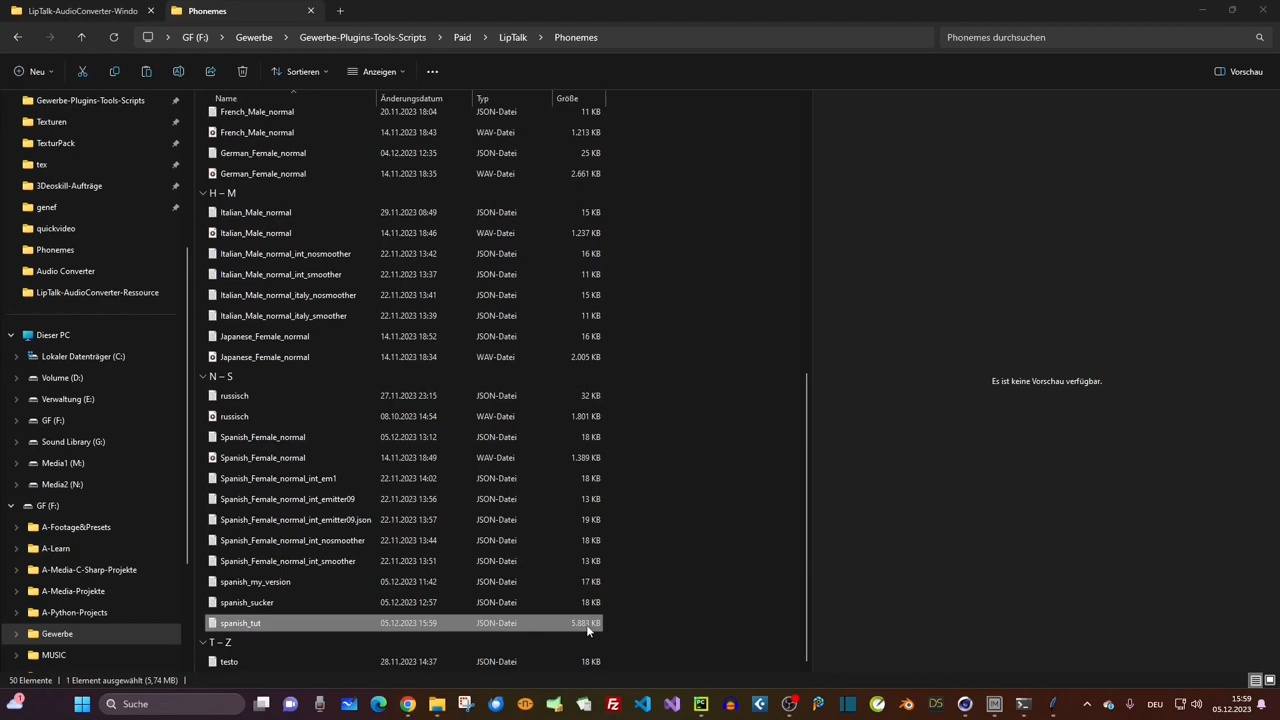 LipTalk-AudioConverter-Windo
Phonemes
GF (F:) > Gewerbe > Gewerbe-Plugins-Tools-Scripts > Paid > LipTalk > Phonemes
Phonemes durchsuchen
Neu
Sortieren
Anzeigen
Vorschau
Gewerbe-Plugins-Tools-Scripts
Texturen
TexturPack
tex
3Deoskill-Aufträge
genef
quickvideo
Phonemes
Audio Converter
LipTalk-AudioConverter-Ressource
Dieser PC
Lokaler Datenträger (C:)
Volume (D:)
Verwaltung (E:)
GF (F:)
Sound Library (G:)
Media1 (M:)
Media2 (N:)
GF (F:)
A-Footage&Presets
A-Learn
A-Media-C-Sharp-Projekte
A-Media-Projekte
A-Python-Projects
Gewerbe
MUSIC
Name Änderungsdatum Typ Größe
French_Male_normal 20.11.2023 18:04 JSON-Datei 11 KB
French_Male_normal 14.11.2023 18:43 WAV-Datei 1.213 KB
German_Female_normal 04.12.2023 12:35 JSON-Datei 25 KB
German_Female_normal 14.11.2023 18:35 WAV-Datei 2.661 KB
H – M
Italian_Male_normal 29.11.2023 08:49 JSON-Datei 15 KB
Italian_Male_normal 14.11.2023 18:46 WAV-Datei 1.237 KB
Italian_Male_normal_int_nosmoother 22.11.2023 13:42 JSON-Datei 16 KB
Italian_Male_normal_int_smoother 22.11.2023 13:37 JSON-Datei 11 KB
Italian_Male_normal_italy_nosmoother 22.11.2023 13:41 JSON-Datei 15 KB
Italian_Male_normal_italy_smoother 22.11.2023 13:39 JSON-Datei 11 KB
Japanese_Female_normal 14.11.2023 18:52 JSON-Datei 16 KB
Japanese_Female_normal 14.11.2023 18:34 WAV-Datei 2.005 KB
N – S
russisch 27.11.2023 23:15 JSON-Datei 32 KB
russisch 08.10.2023 14:54 WAV-Datei 1.801 KB
Spanish_Female_normal 05.12.2023 13:12 JSON-Datei 18 KB
Spanish_Female_normal 14.11.2023 18:49 WAV-Datei 1.389 KB
Spanish_Female_normal_int_em1 22.11.2023 14:02 JSON-Datei 18 KB
Spanish_Female_normal_int_emitter09 22.11.2023 13:56 JSON-Datei 13 KB
Spanish_Female_normal_int_emitter09.json 22.11.2023 13:57 JSON-Datei 19 KB
Spanish_Female_normal_int_nosmoother 22.11.2023 13:44 JSON-Datei 18 KB
Spanish_Female_normal_int_smoother 22.11.2023 13:51 JSON-Datei 13 KB
spanish_my_version 05.12.2023 11:42 JSON-Datei 17 KB
spanish_sucker 05.12.2023 12:57 JSON-Datei 18 KB
spanish_tut 05.12.2023 15:59 JSON-Datei 5.883 KB
T – Z
testo 28.11.2023 14:37 JSON-Datei 18 KB
Es ist keine Vorschau verfügbar.
50 Elemente 1 Element ausgewählt (5,74 MB)
1
Suche
DEU
15:59
05.12.2023